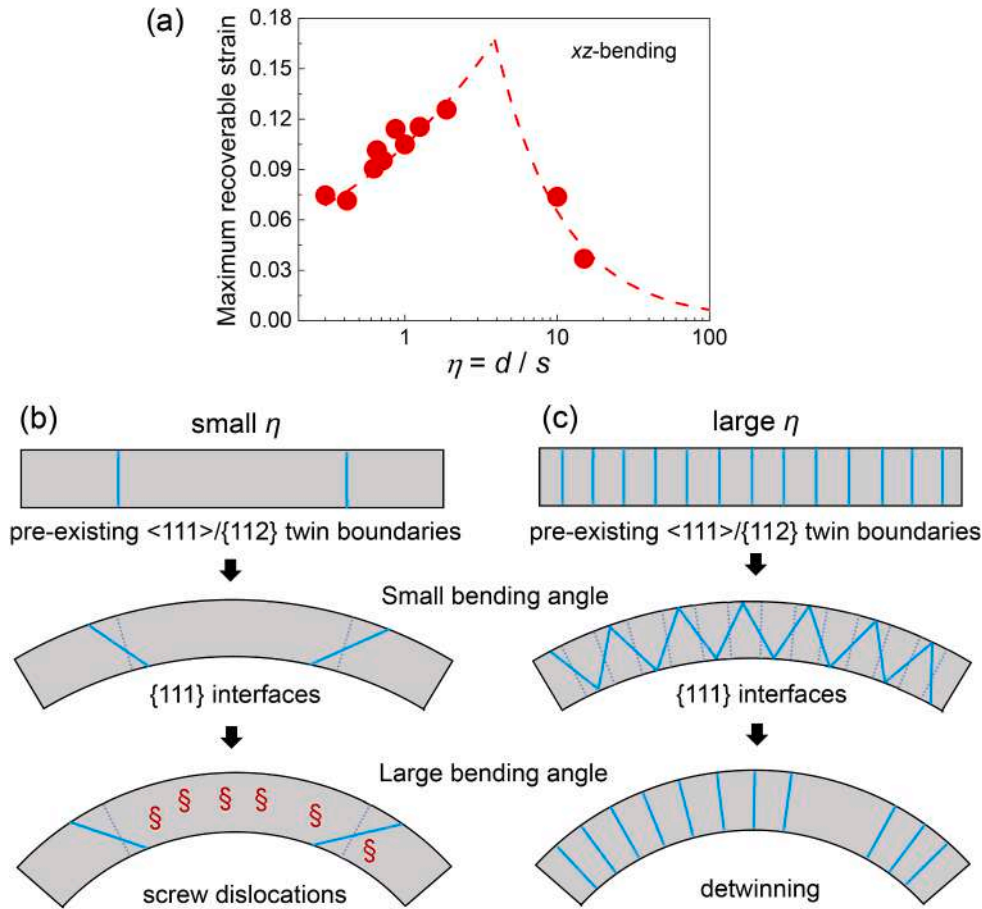 (a)
Maximum recoverable strain
0.18
0.15
0.12
0.09
0.06
0.03
0.00
xz-bending
1 10 100
η = d / s
(b) (c)
small η large η
pre-existing <111>/{112} twin boundaries pre-existing <111>/{112} twin boundaries
Small bending angle
{111} interfaces {111} interfaces
Large bending angle
§ § § § § §
screw dislocations detwinning